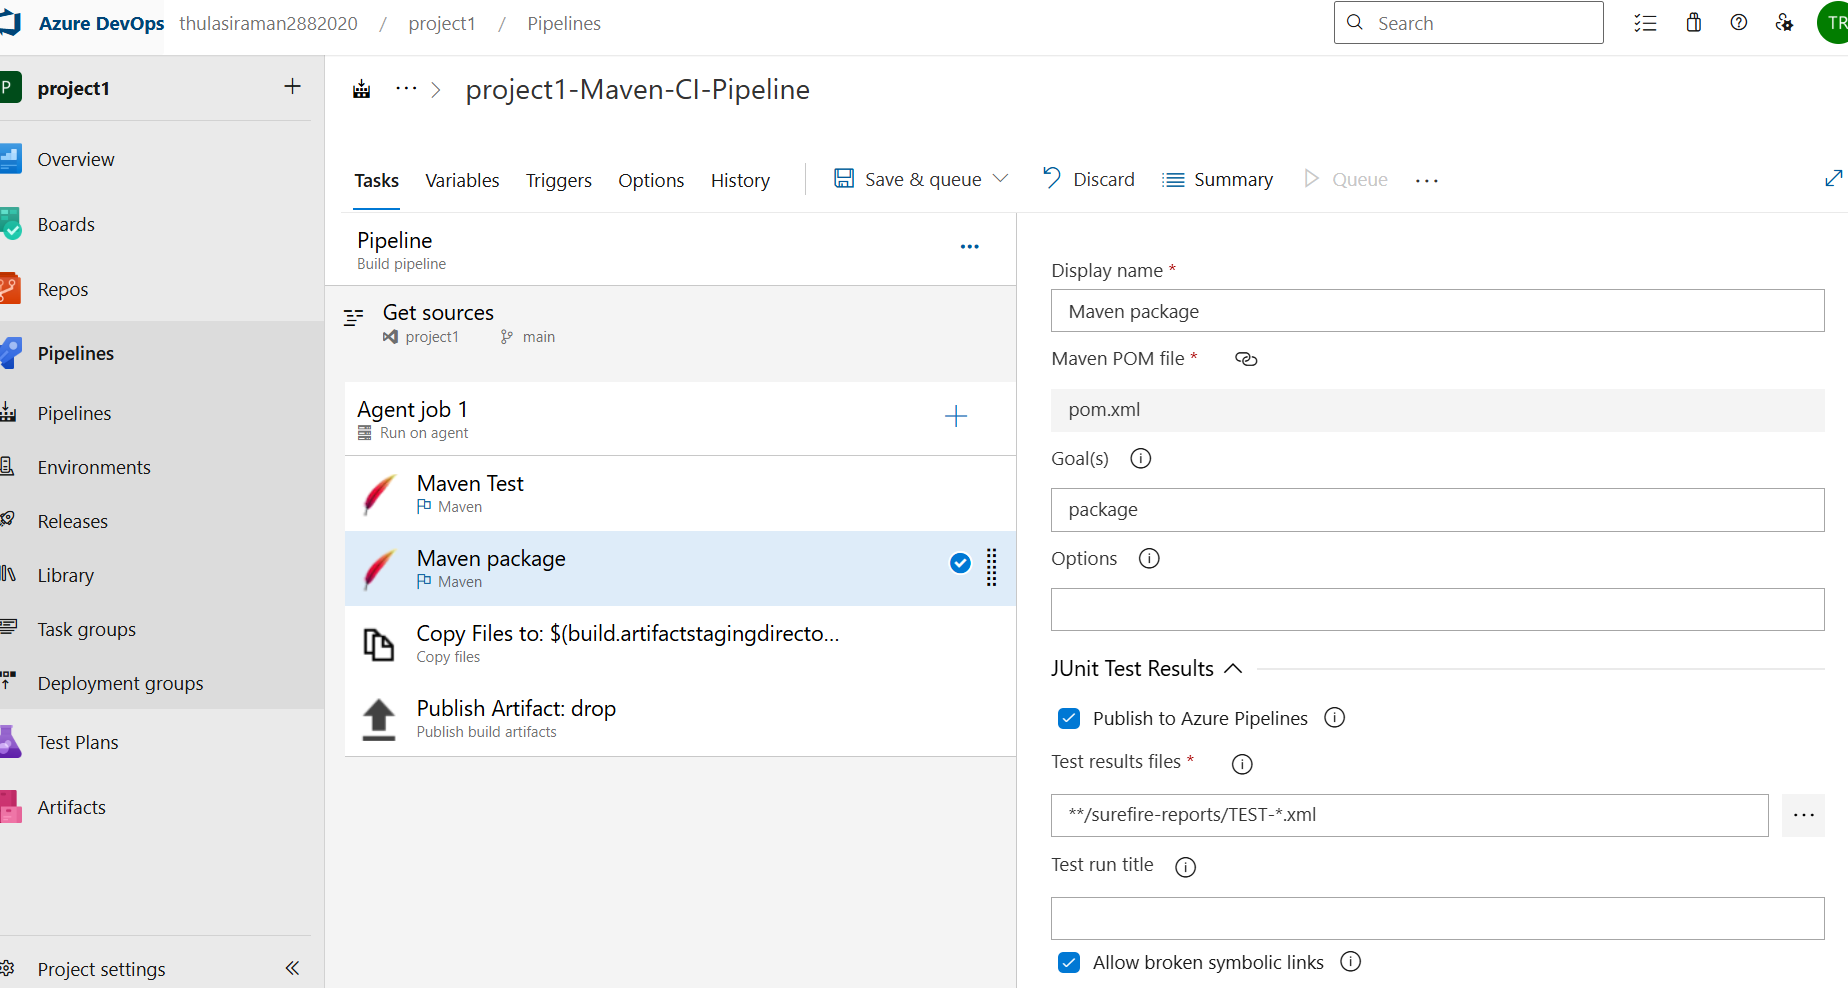 Azure DevOps thulasiraman2882020 / project1 / Pipelines
Search
TR
P project1
Overview
Boards
Repos
Pipelines
Pipelines
Environments
Releases
Library
Task groups
Deployment groups
Test Plans
Artifacts
Project settings
project1-Maven-CI-Pipeline
Tasks Variables Triggers Options History Save & queue Discard Summary Queue
Pipeline
Build pipeline
Get sources
project1 main
Agent job 1
Run on agent
Maven Test
Maven
Maven package
Maven
Copy Files to: $(build.artifactstagingdirecto...
Copy files
Publish Artifact: drop
Publish build artifacts
Display name *
Maven package
Maven POM file *
pom.xml
Goal(s)
package
Options
JUnit Test Results
Publish to Azure Pipelines
Test results files *
**/surefire-reports/TEST-*.xml
Test run title
Allow broken symbolic links